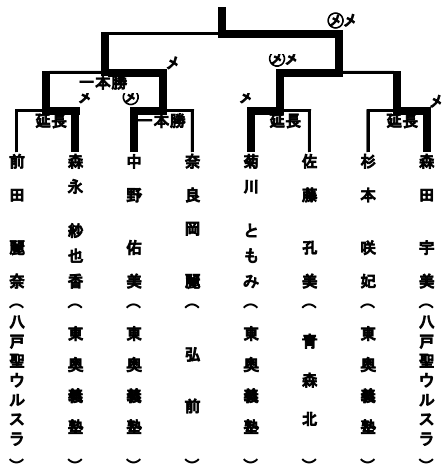 ㋱メ
一本勝
メ
㋱メ
延長
メ
㋱
一本勝
メ
延長
延長
メ
前田 麗奈（八戸聖ウルスラ）
森永 紗也香（東奥義塾）
中野 佑美（東奥義塾）
奈良岡 麗（弘前）
菊川 ともみ（東奥義塾）
佐藤 孔美（青森北）
杉本 咲妃（東奥義塾）
森田 宇美（八戸聖ウルスラ）